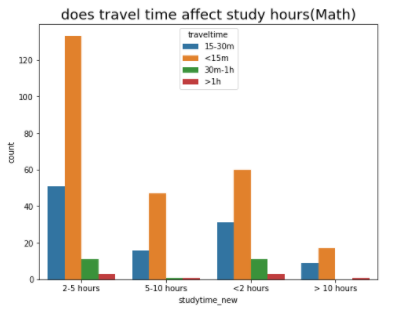 does travel time affect study hours(Math)
traveltime
15-30m
<15m
30m-1h
>1h
120
100
80
60
40
20
0
count
2-5 hours
5-10 hours
<2 hours
> 10 hours
studytime_new